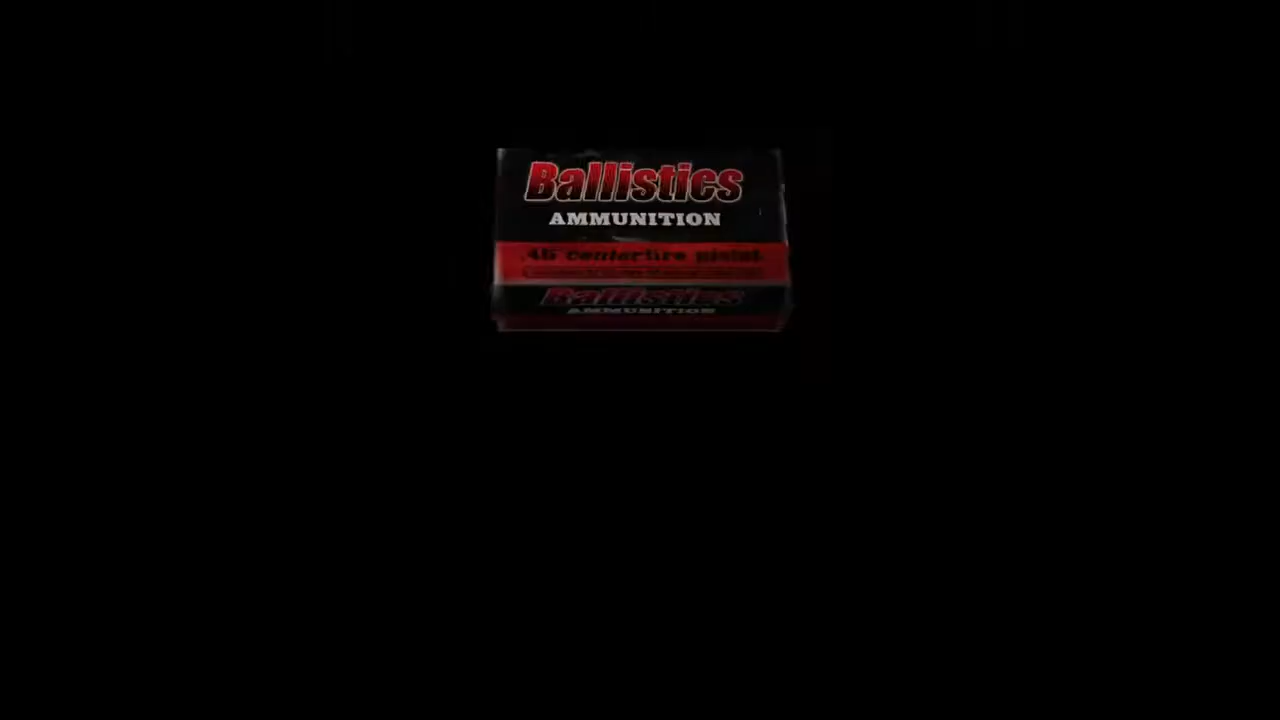 Ballistics
AMMUNITION
.45 centerfire pistol
Ballistics
AMMUNITION